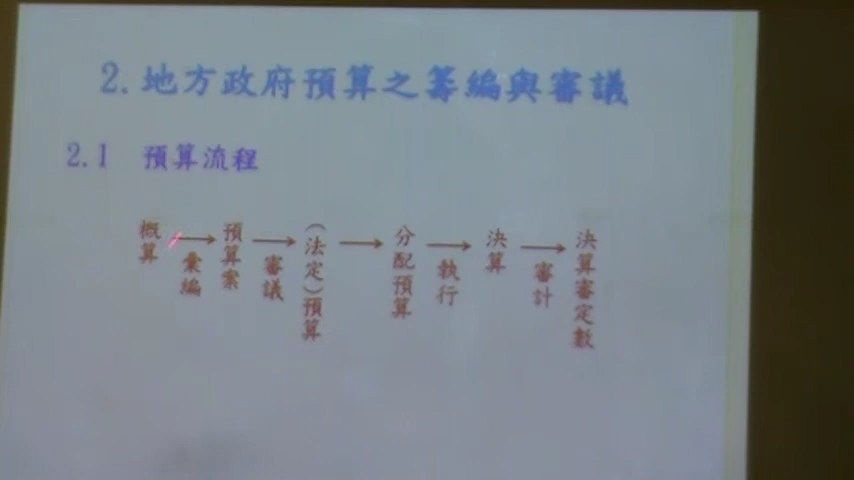 2.地方政府預算之籌編與審議
2.1 預算流程
概算
彙編
預算案
審議
(法定)預算
分配預算
執行
決算
審計
決算審定數